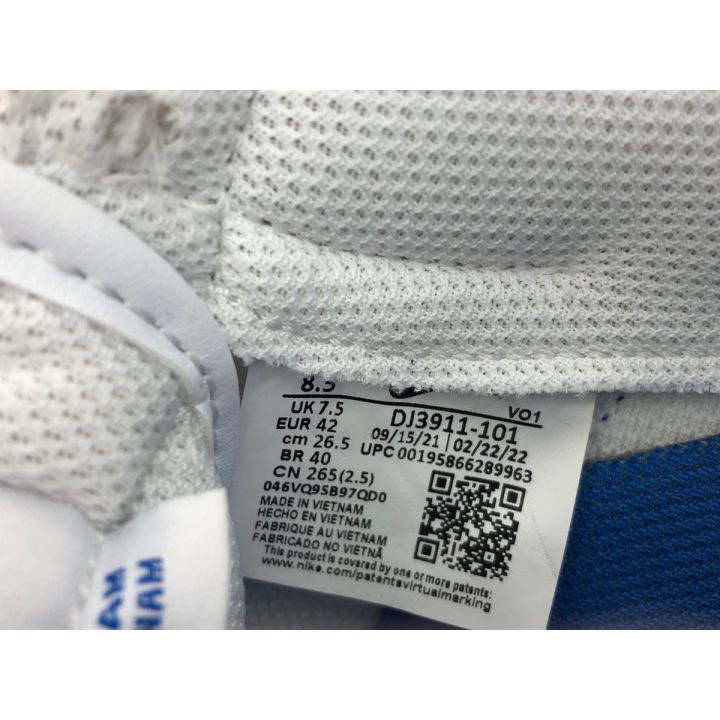 8.5
UK 7.5
EUR 42
cm 26.5
BR 40
CN 265(2.5)
046VQ95B97QD0
MADE IN VIETNAM
HECHO EN VIETNAM
FABRIQUE AU VIETNAM
FABRICADO NO VIETNÃ
This product is covered by one or more patents:
www.nike.com/patentsvirtualmarking
VO1
DJ3911-101
09/15/21 | 02/22/22
UPC 00195866289963